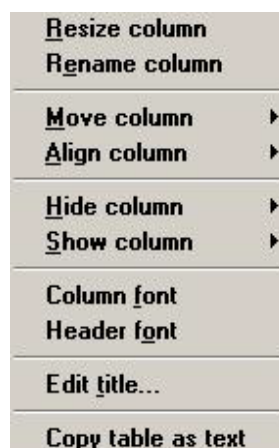 Resize column
Rename column
Move column
Align column
Hide column
Show column
Column font
Header font
Edit title...
Copy table as text